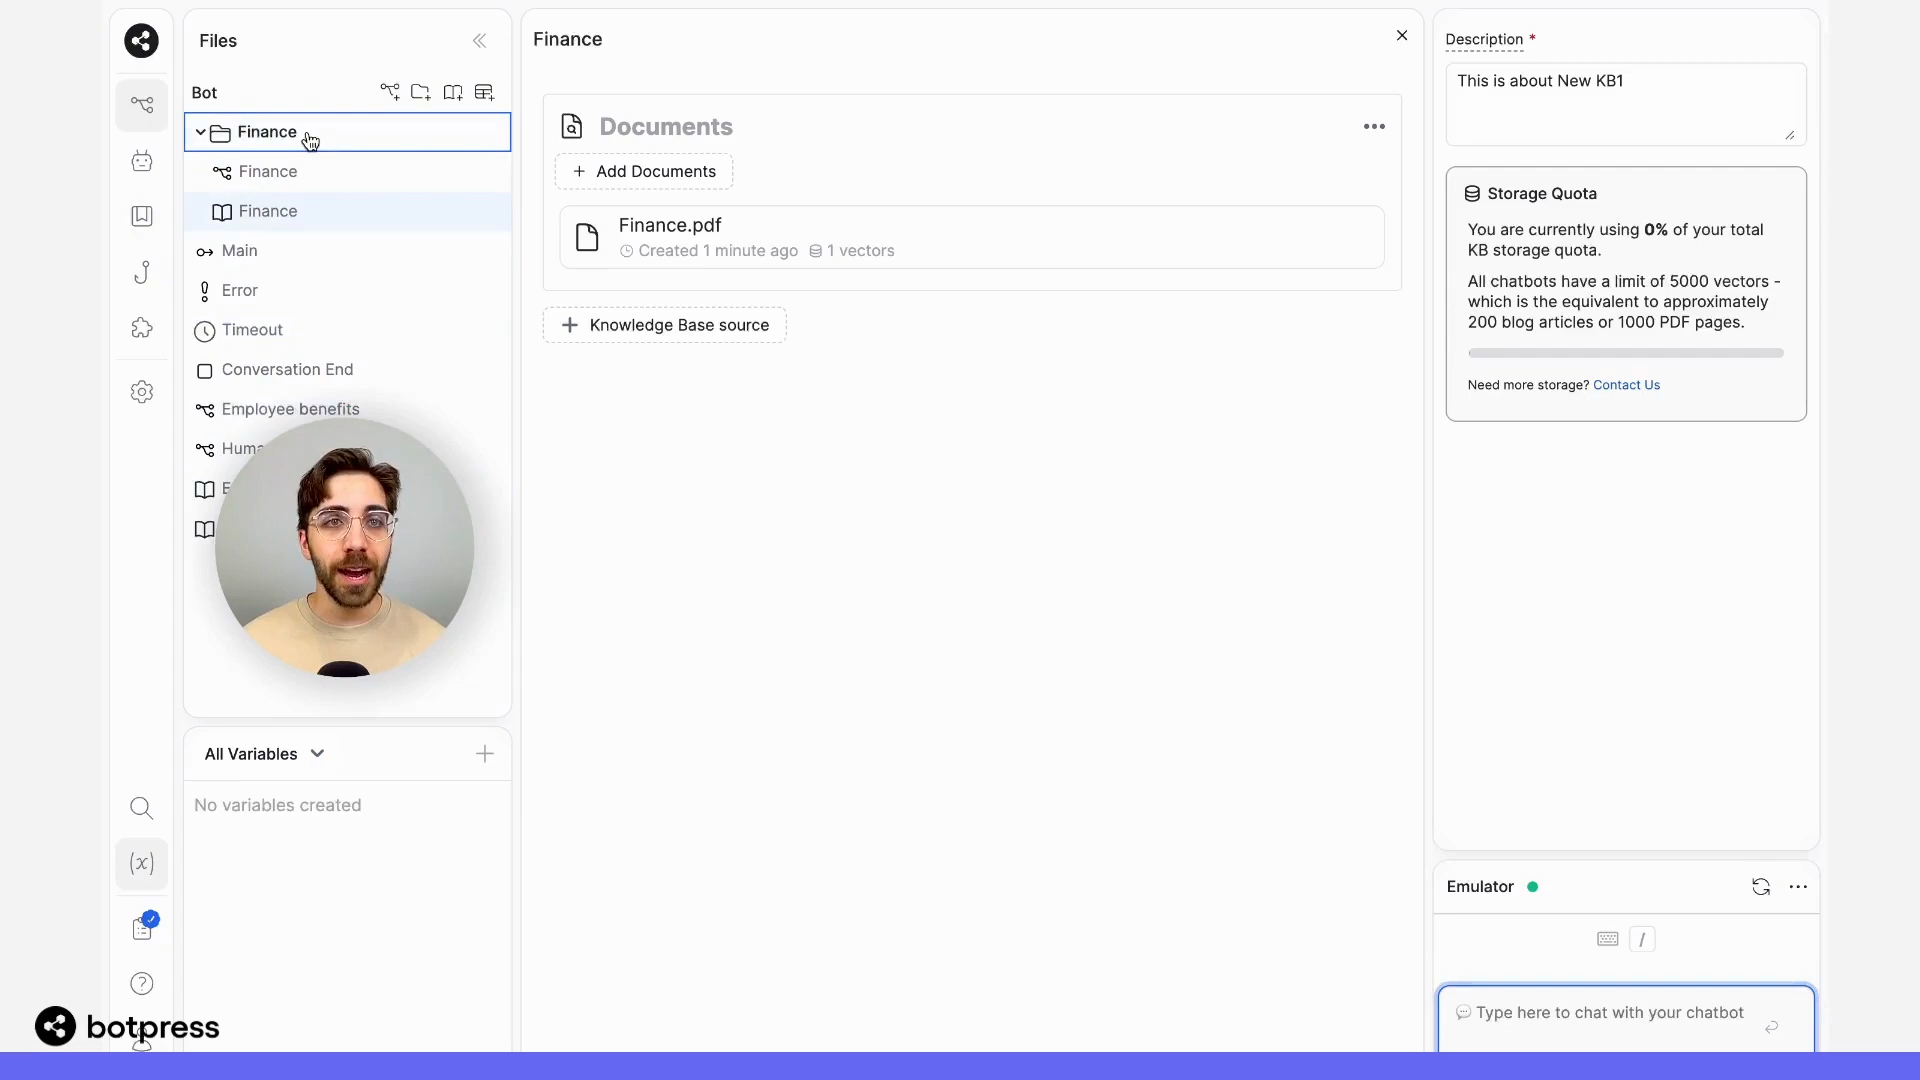 Files
Bot
Finance
Finance
Finance
Main
Error
Timeout
Conversation End
Employee benefits
All Variables
No variables created
Finance
Documents
+ Add Documents
Finance.pdf
Created 1 minute ago 1 vectors
+ Knowledge Base source
Description *
This is about New KB1
Storage Quota
You are currently using 0% of your total
KB storage quota.
All chatbots have a limit of 5000 vectors -
which is the equivalent to approximately
200 blog articles or 1000 PDF pages.
Need more storage? Contact Us
Emulator
/
Type here to chat with your chatbot
(x)
botpress